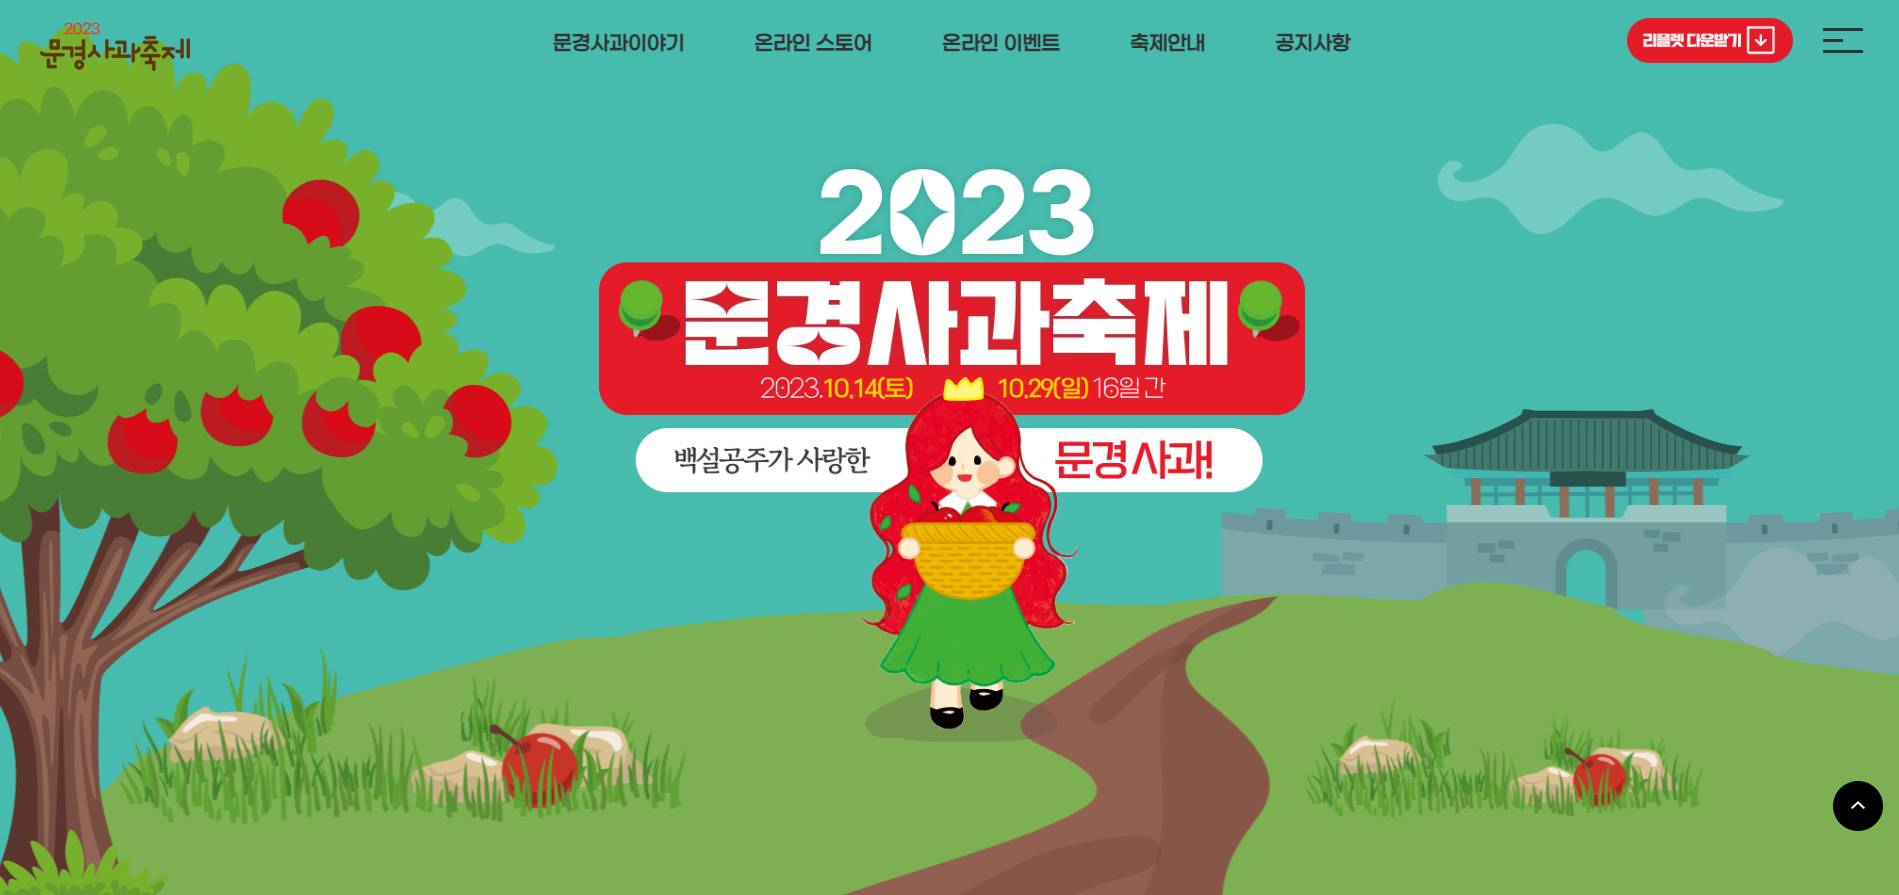 2023
문경사과축제
문경사과이야기 온라인 스토어 온라인 이벤트 축제안내 공지사항
리플렛 다운받기
2023
문경사과축제
2023.10.14(토) 10.29(일) 16일간
백설공주가 사랑한 문경사과!